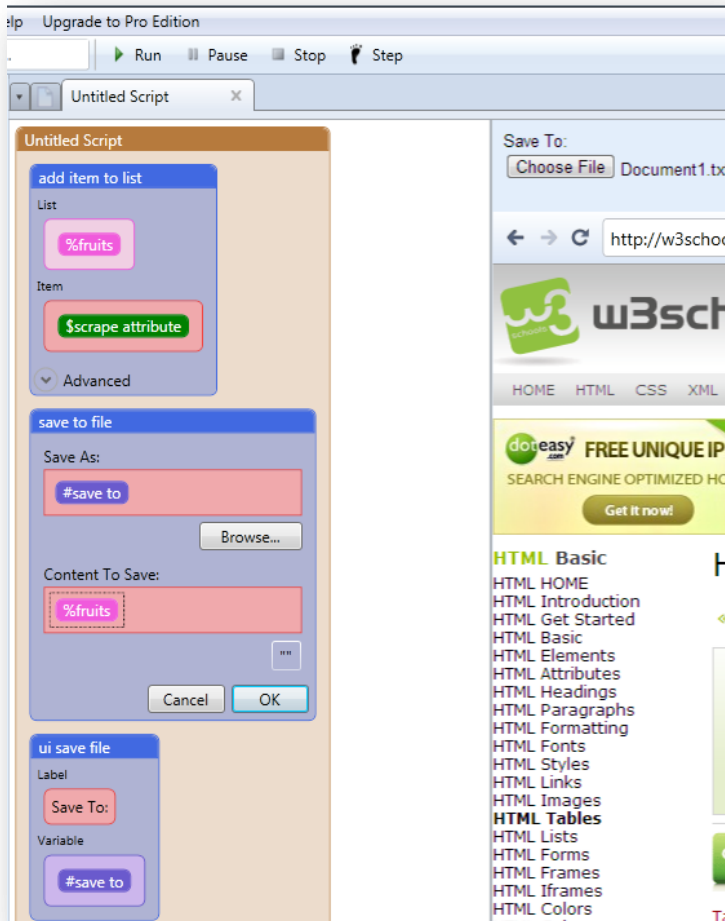 elp Upgrade to Pro Edition
Run Pause Stop Step
Untitled Script
Untitled Script
add item to list
List
%fruits
Item
$scrape attribute
Advanced
save to file
Save As:
#save to
Browse...
Content To Save:
%fruits
""
Cancel OK
ui save file
Label
Save To:
Variable
#save to
Save To:
Choose File Document1.tx
http://w3schoo
w3sch
schools
HOME HTML CSS XML
doteasy.com FREE UNIQUE IP
SEARCH ENGINE OPTIMIZED HO
Get it now!
HTML Basic
HTML HOME
HTML Introduction
HTML Get Started
HTML Basic
HTML Elements
HTML Attributes
HTML Headings
HTML Paragraphs
HTML Formatting
HTML Fonts
HTML Styles
HTML Links
HTML Images
HTML Tables
HTML Lists
HTML Forms
HTML Frames
HTML Iframes
HTML Colors
H
Ta